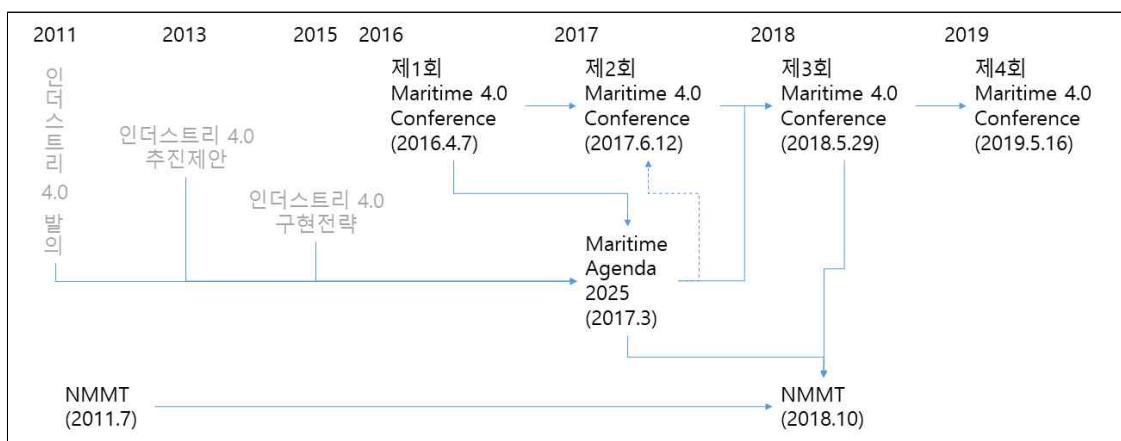 2011
2013
2015
2016
2017
2018
2019
인더스트리 4.0 발의
인더스트리 4.0
추진제안
인더스트리 4.0
구현전략
제1회
Maritime 4.0
Conference
(2016.4.7)
제2회
Maritime 4.0
Conference
(2017.6.12)
제3회
Maritime 4.0
Conference
(2018.5.29)
제4회
Maritime 4.0
Conference
(2019.5.16)
Maritime
Agenda
2025
(2017.3)
NMMT
(2011.7)
NMMT
(2018.10)